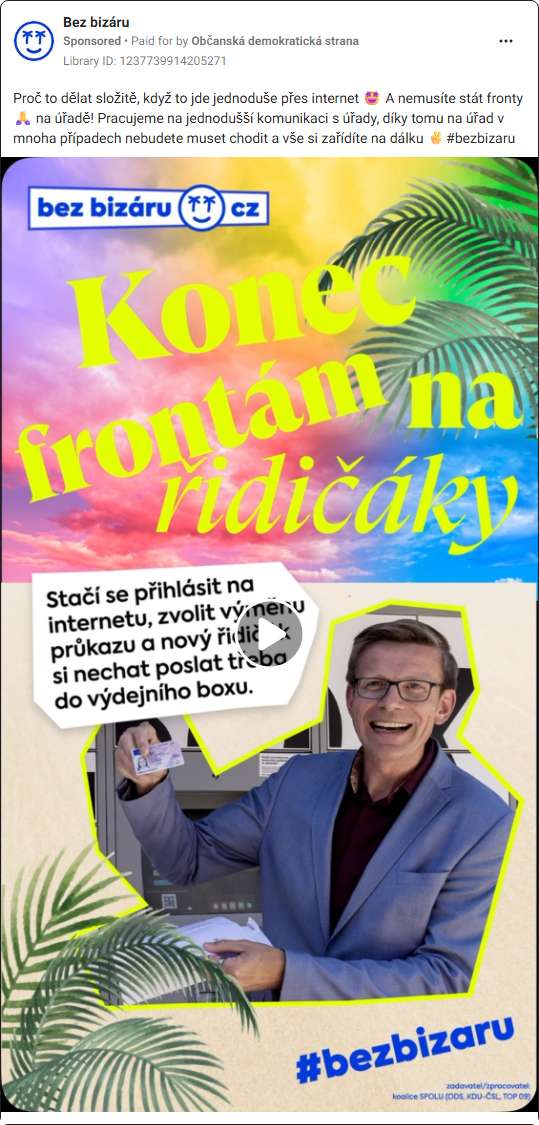 Bez bizáru
Sponsored • Paid for by Občanská demokratická strana
Library ID: 1237739914205271
Proč to dělat složitě, když to jde jednoduše přes internet 🤩 A nemusíte stát fronty
🙏 na úřadě! Pracujeme na jednodušší komunikaci s úřady, díky tomu na úřad v
mnoha případech nebudete muset chodit a vše si zařídíte na dálku ✌️ #bezbizaru
bez bizáru cz
Konec
frontám na
řidičáky
Stačí se přihlásit na
internetu, zvolit výměnu
průkazu a nový řidičák
si nechat poslat třeba
do výdejního boxu.
#bezbizaru
zadavatel/zpracovatel:
koalice SPOLU (ODS, KDU-ČSL, TOP 09)